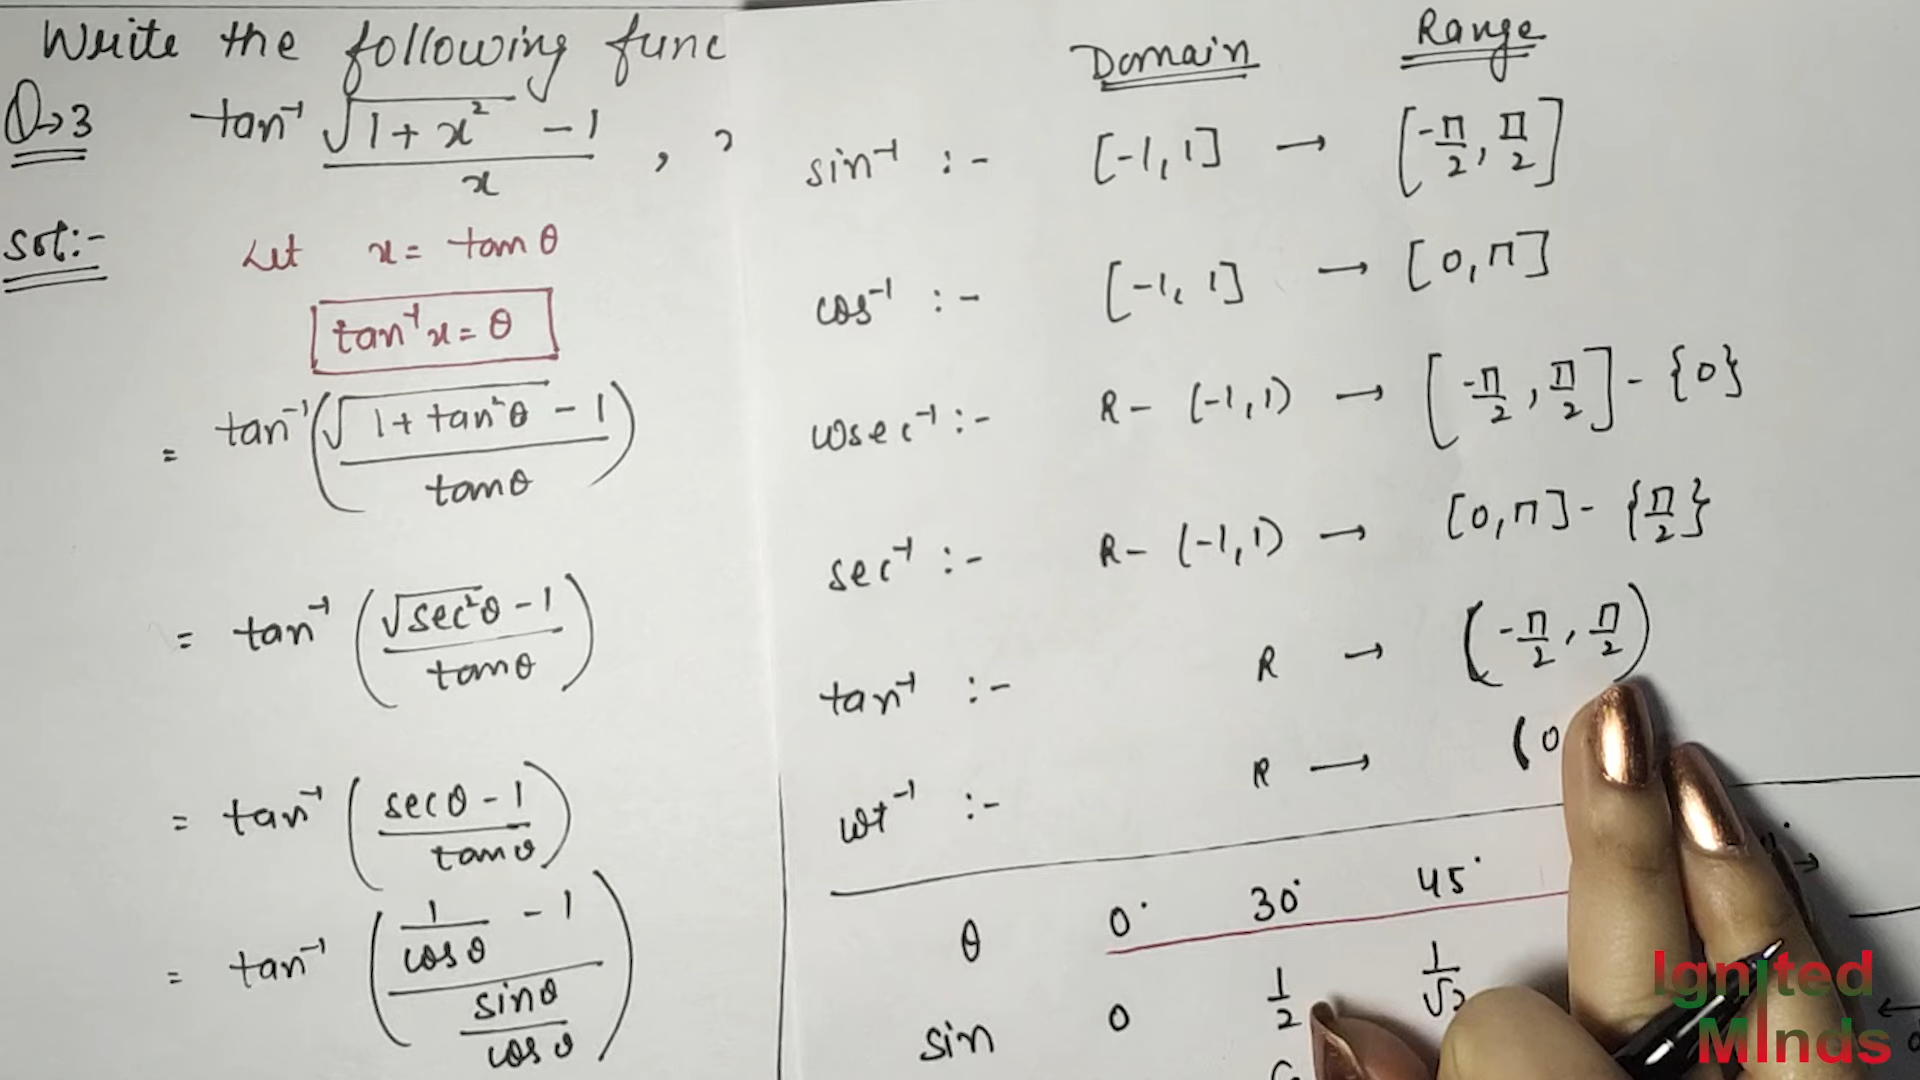 Write the following func
Q→3 tan⁻¹ (√(1+x²) - 1)/x ,
Sol:-
Let x = tanθ
tan⁻¹x = θ
= tan⁻¹((√(1+tan²θ) - 1)/tanθ)
= tan⁻¹((√sec²θ - 1)/tanθ)
= tan⁻¹((secθ - 1)/tanθ)
= tan⁻¹((1/cosθ - 1)/(sinθ/cosθ))
Domain Range
sin⁻¹ :- [-1,1] → [-π/2, π/2]
cos⁻¹ :- [-1,1] → [0,π]
cosec⁻¹ :- R - (-1,1) → [-π/2, π/2] - {0}
sec⁻¹ :- R - (-1,1) → [0,π] - {π/2}
tan⁻¹ :- R → (-π/2, π/2)
cot⁻¹ :- R → (0
θ 0° 30° 45°
sin 0 1/2 1/√2
Ignited
Minds